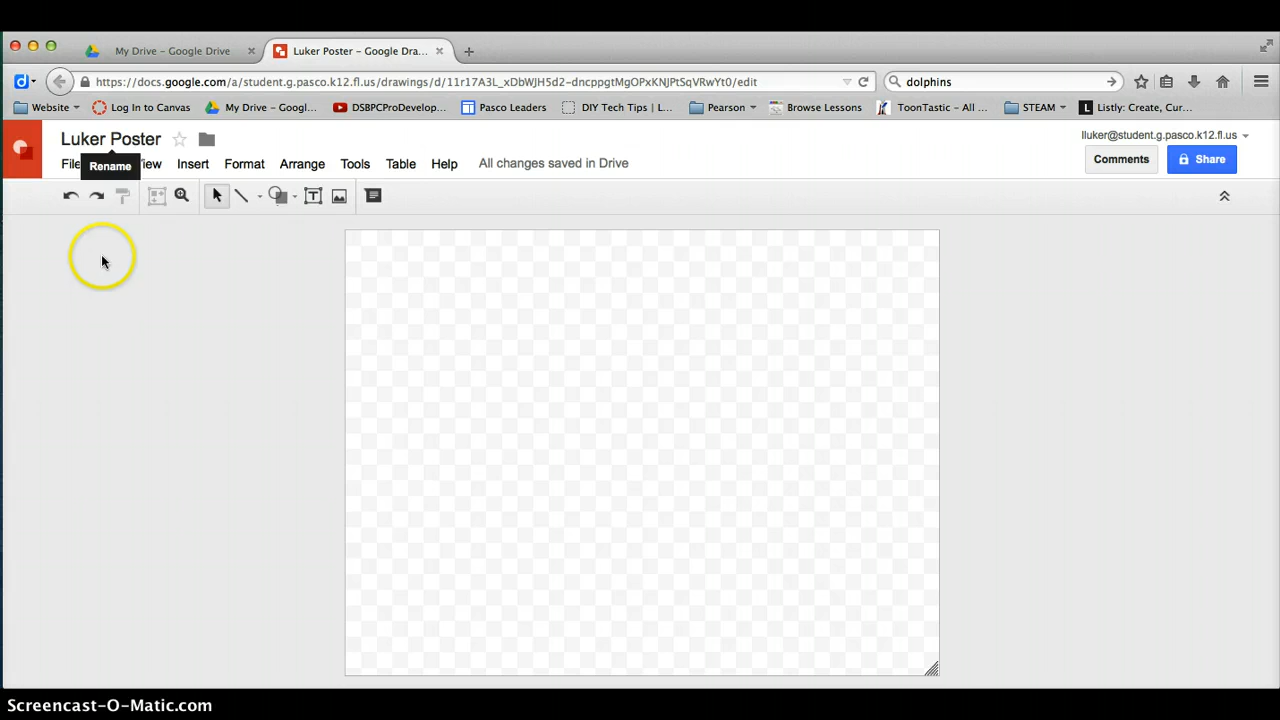 My Drive – Google Drive
Luker Poster – Google Dra...
https://docs.google.com/a/student.g.pasco.k12.fl.us/drawings/d/11r17A3L_xDbWJH5d2-dncppgtMgOPxKNJPtSqVRwYt0/edit
dolphins
Website
Log In to Canvas
My Drive – Googl...
DSBPCProDevelop...
Pasco Leaders
DIY Tech Tips | L...
Pearson
Browse Lessons
ToonTastic – All ...
STEAM
Listly: Create, Cur...
Luker Poster
lluker@student.g.pasco.k12.fl.us
File
View
Insert
Format
Arrange
Tools
Table
Help
All changes saved in Drive
Comments
Share
Rename
Screencast-O-Matic.com